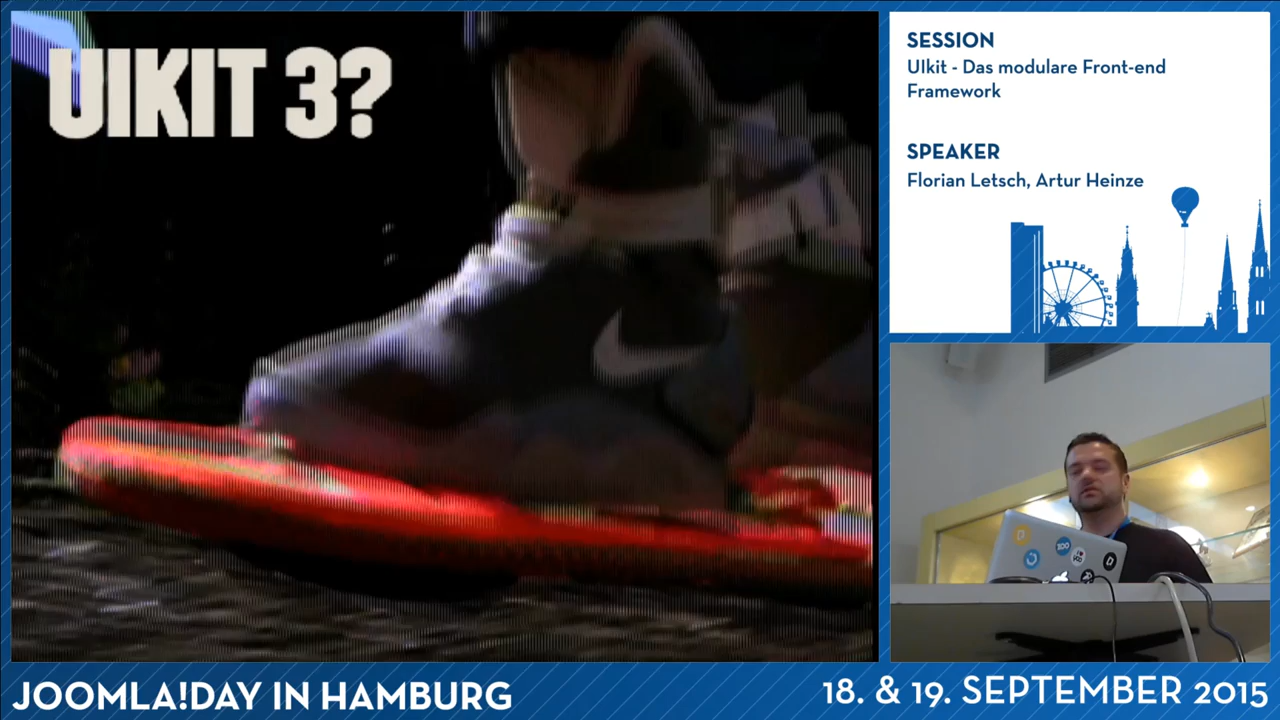 UIKIT 3?
SESSION
UIkit - Das modulare Front-end
Framework
SPEAKER
Florian Letsch, Artur Heinze
ZOO
JOOMLA!DAY IN HAMBURG
18. & 19. SEPTEMBER 2015